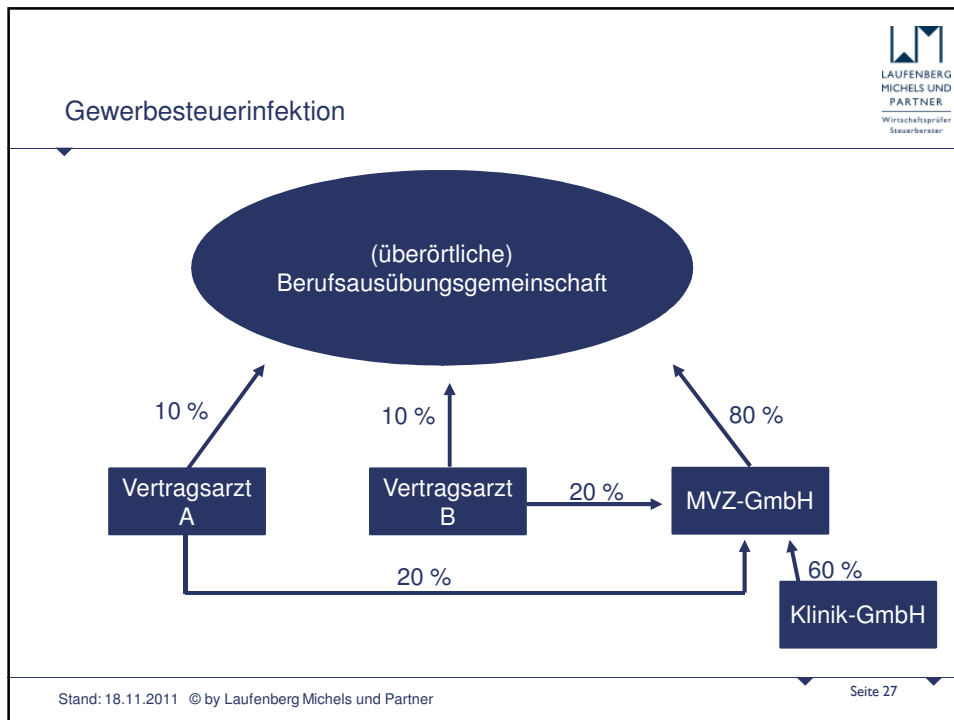 LAUFENBERG
MICHELS UND
PARTNER
Wirtschaftsprüfer
Steuerberater
Gewerbesteuerinfektion
(überörtliche)
Berufsausübungsgemeinschaft
10 %
10 %
80 %
Vertragsarzt
A
Vertragsarzt
B
20 %
MVZ-GmbH
20 %
60 %
Klinik-GmbH
Stand: 18.11.2011 © by Laufenberg Michels und Partner
Seite 27